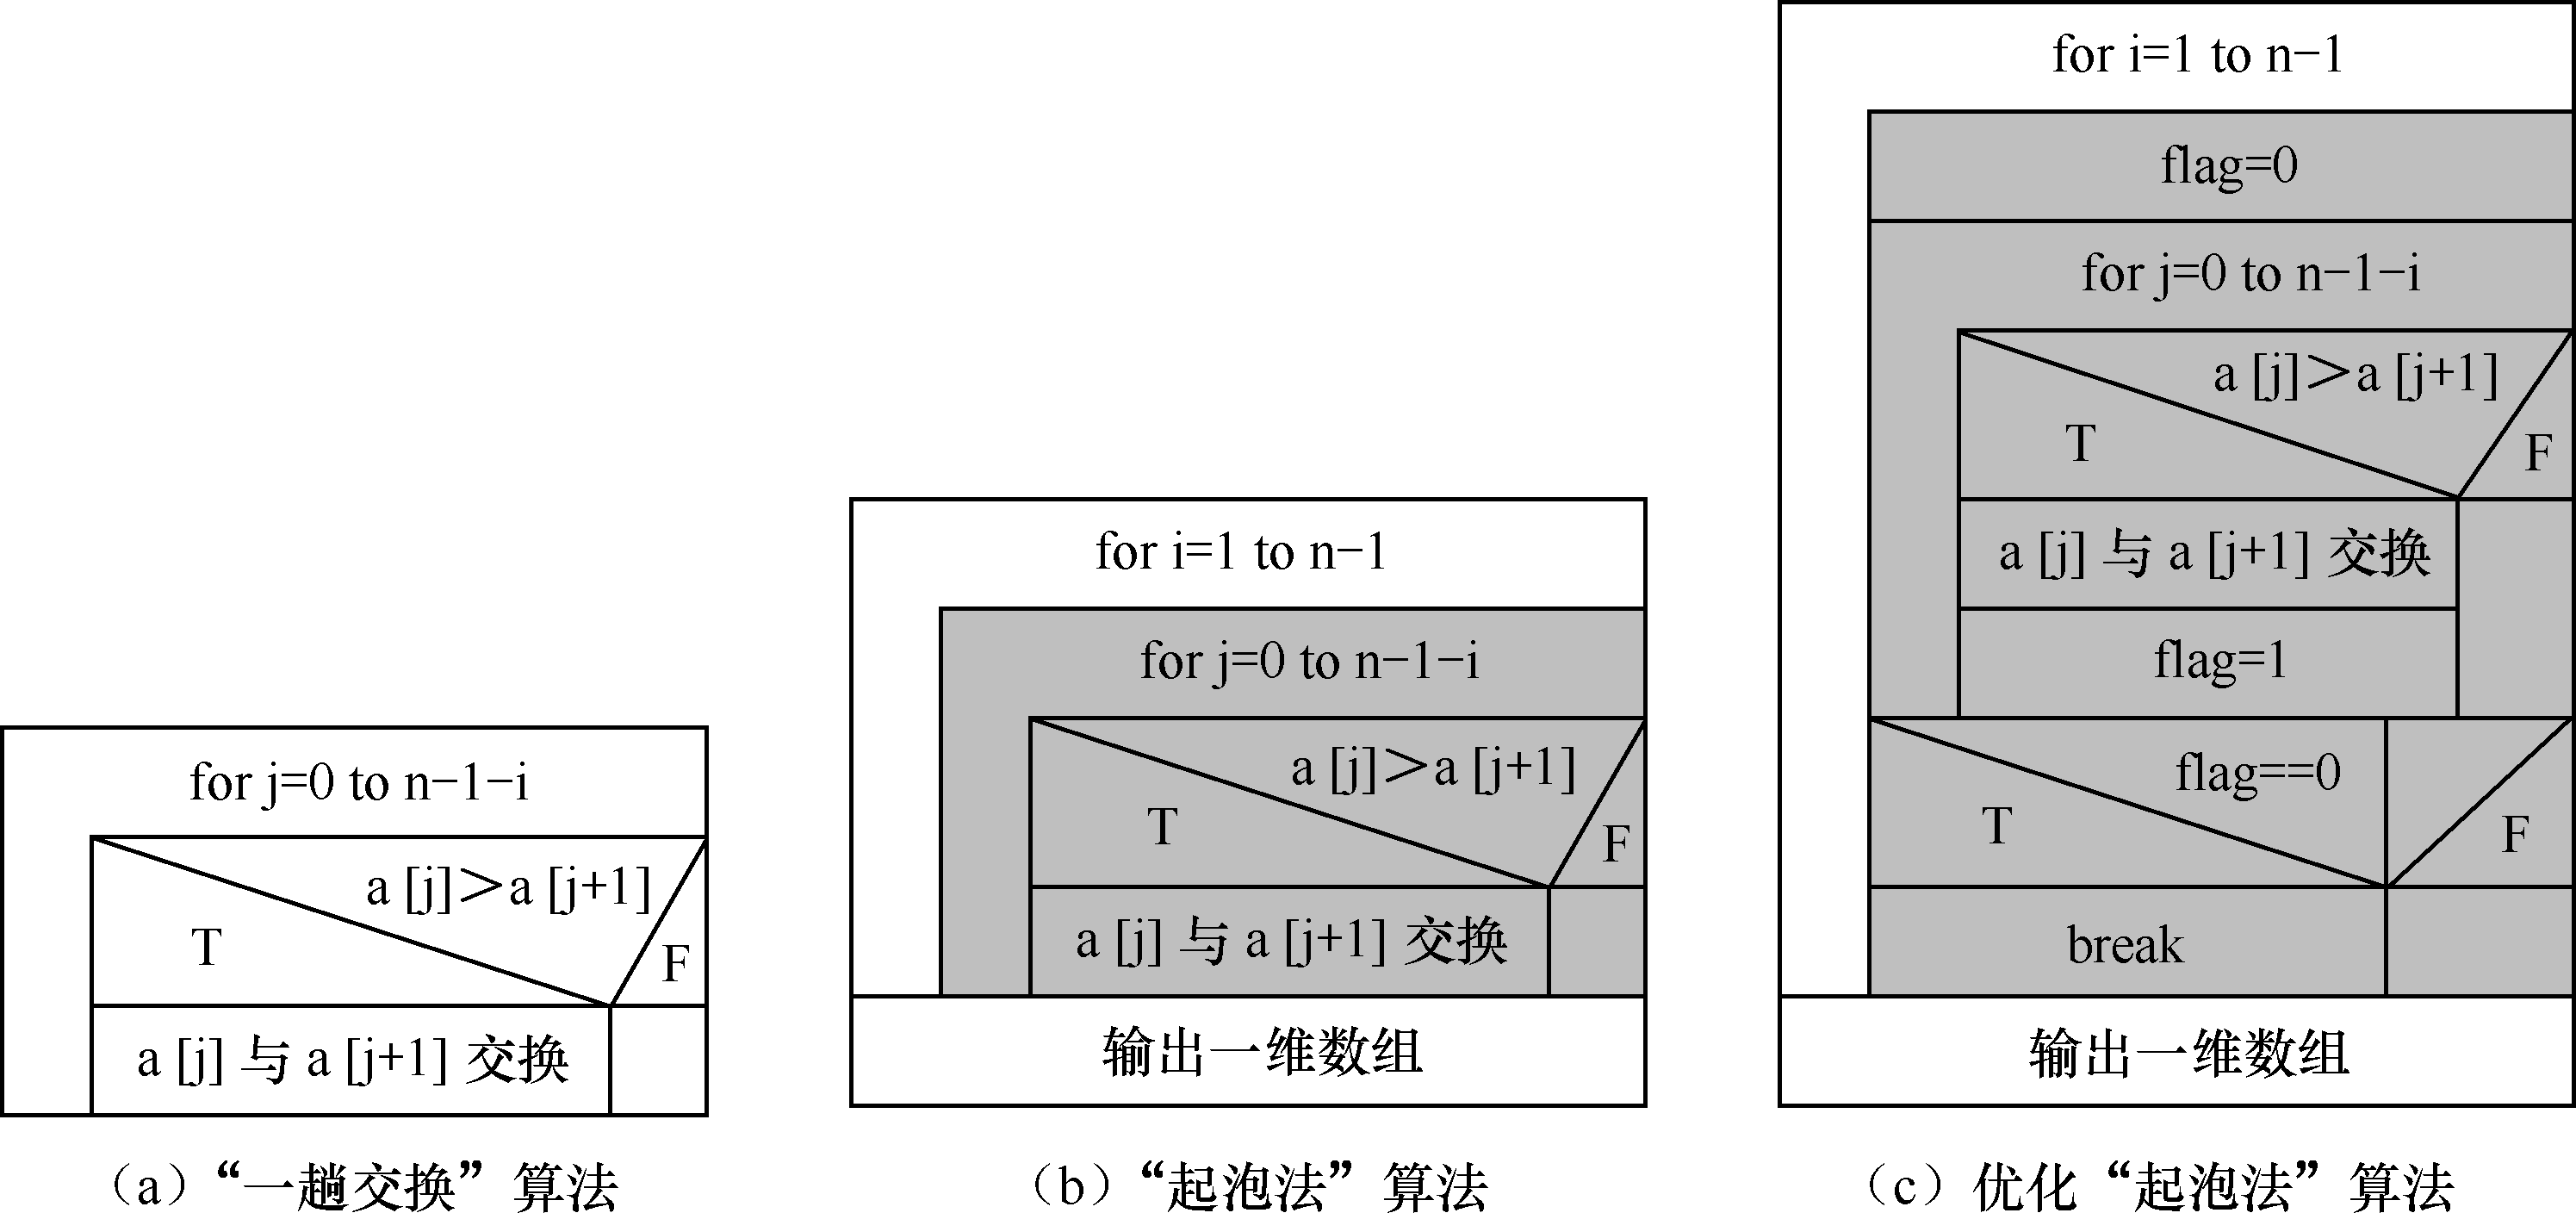 for j=0 to n−1−i
a [j]＞a [j+1]
T
F
a [j] 与 a [j+1] 交换
（a）“一趟交换” 算法
for i=1 to n−1
for j=0 to n−1−i
a [j]＞a [j+1]
T
F
a [j] 与 a [j+1] 交换
输出一维数组
（b）“起泡法” 算法
for i=1 to n−1
flag=0
for j=0 to n−1−i
a [j]＞a [j+1]
T
F
a [j] 与 a [j+1] 交换
flag=1
flag==0
T
F
break
输出一维数组
（c）优化 “起泡法” 算法